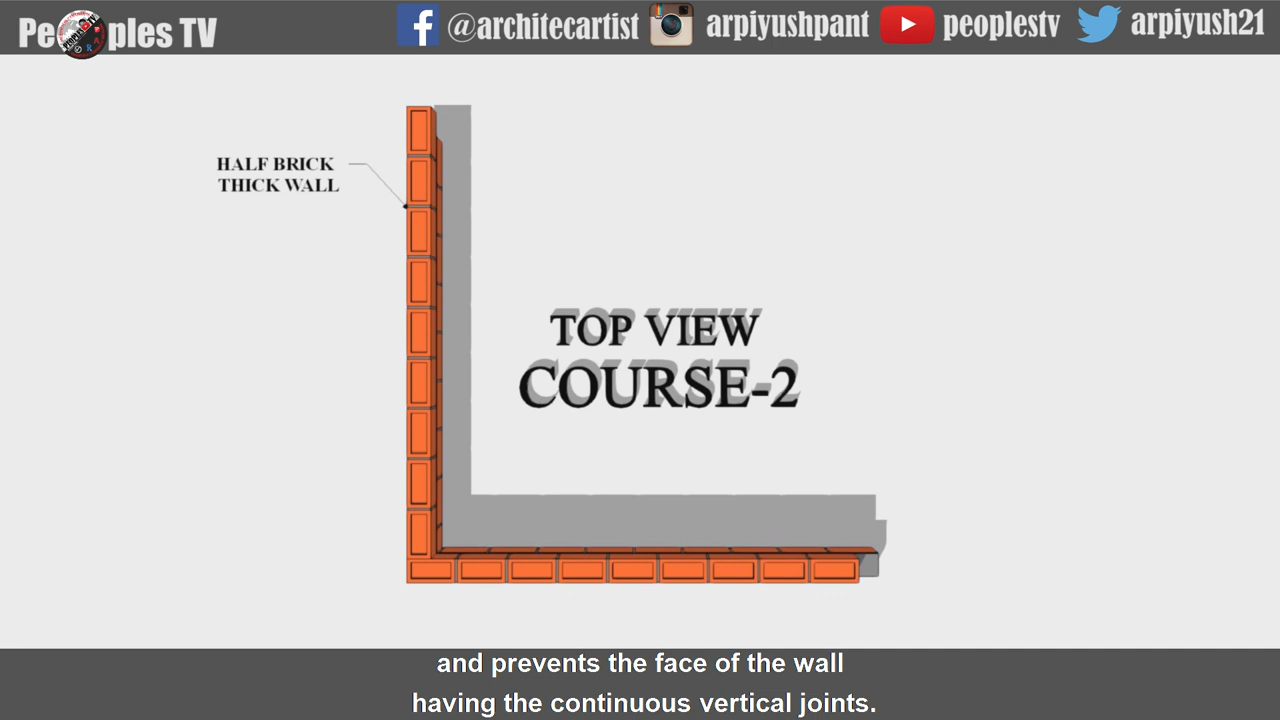 Peoples TV
@architecartist
arpiyushpant
peoplestv
arpiyush21
HALF BRICK
THICK WALL
TOP VIEW
COURSE-2
and prevents the face of the wall
having the continuous vertical joints.